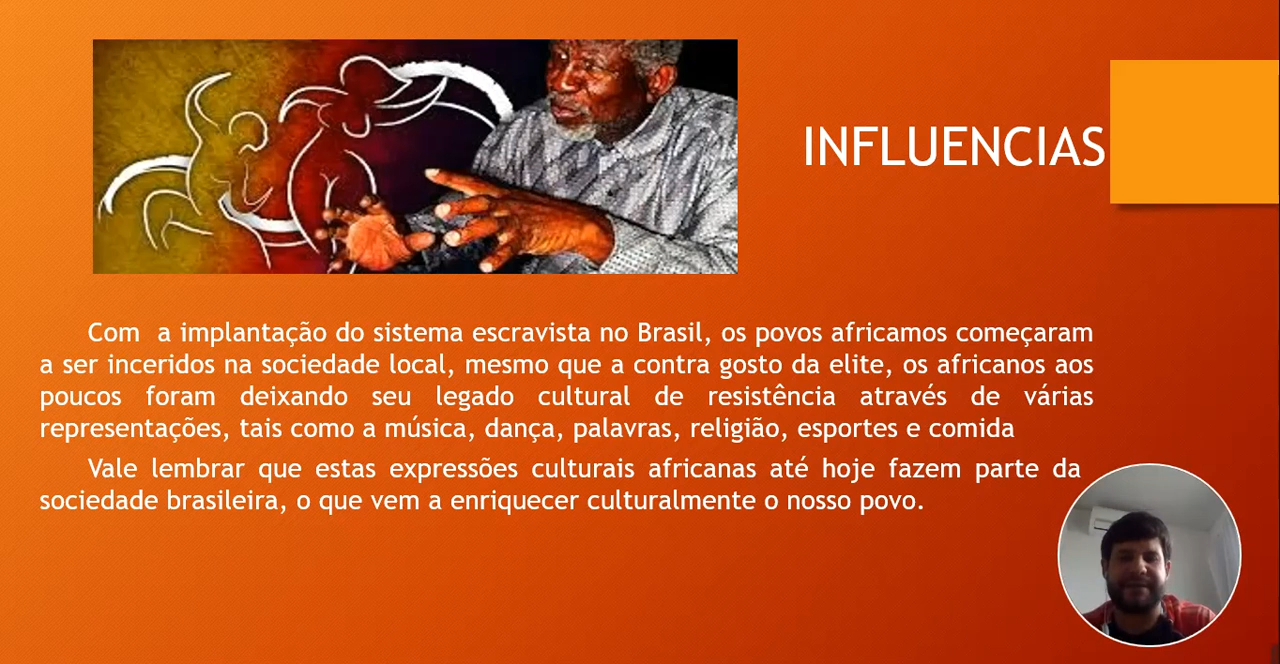 INFLUENCIAS
Com a implantação do sistema escravista no Brasil, os povos africamos começaram
a ser inceridos na sociedade local, mesmo que a contra gosto da elite, os africanos aos
poucos foram deixando seu legado cultural de resistência através de várias
representações, tais como a música, dança, palavras, religião, esportes e comida
Vale lembrar que estas expressões culturais africanas até hoje fazem parte da
sociedade brasileira, o que vem a enriquecer culturalmente o nosso povo.